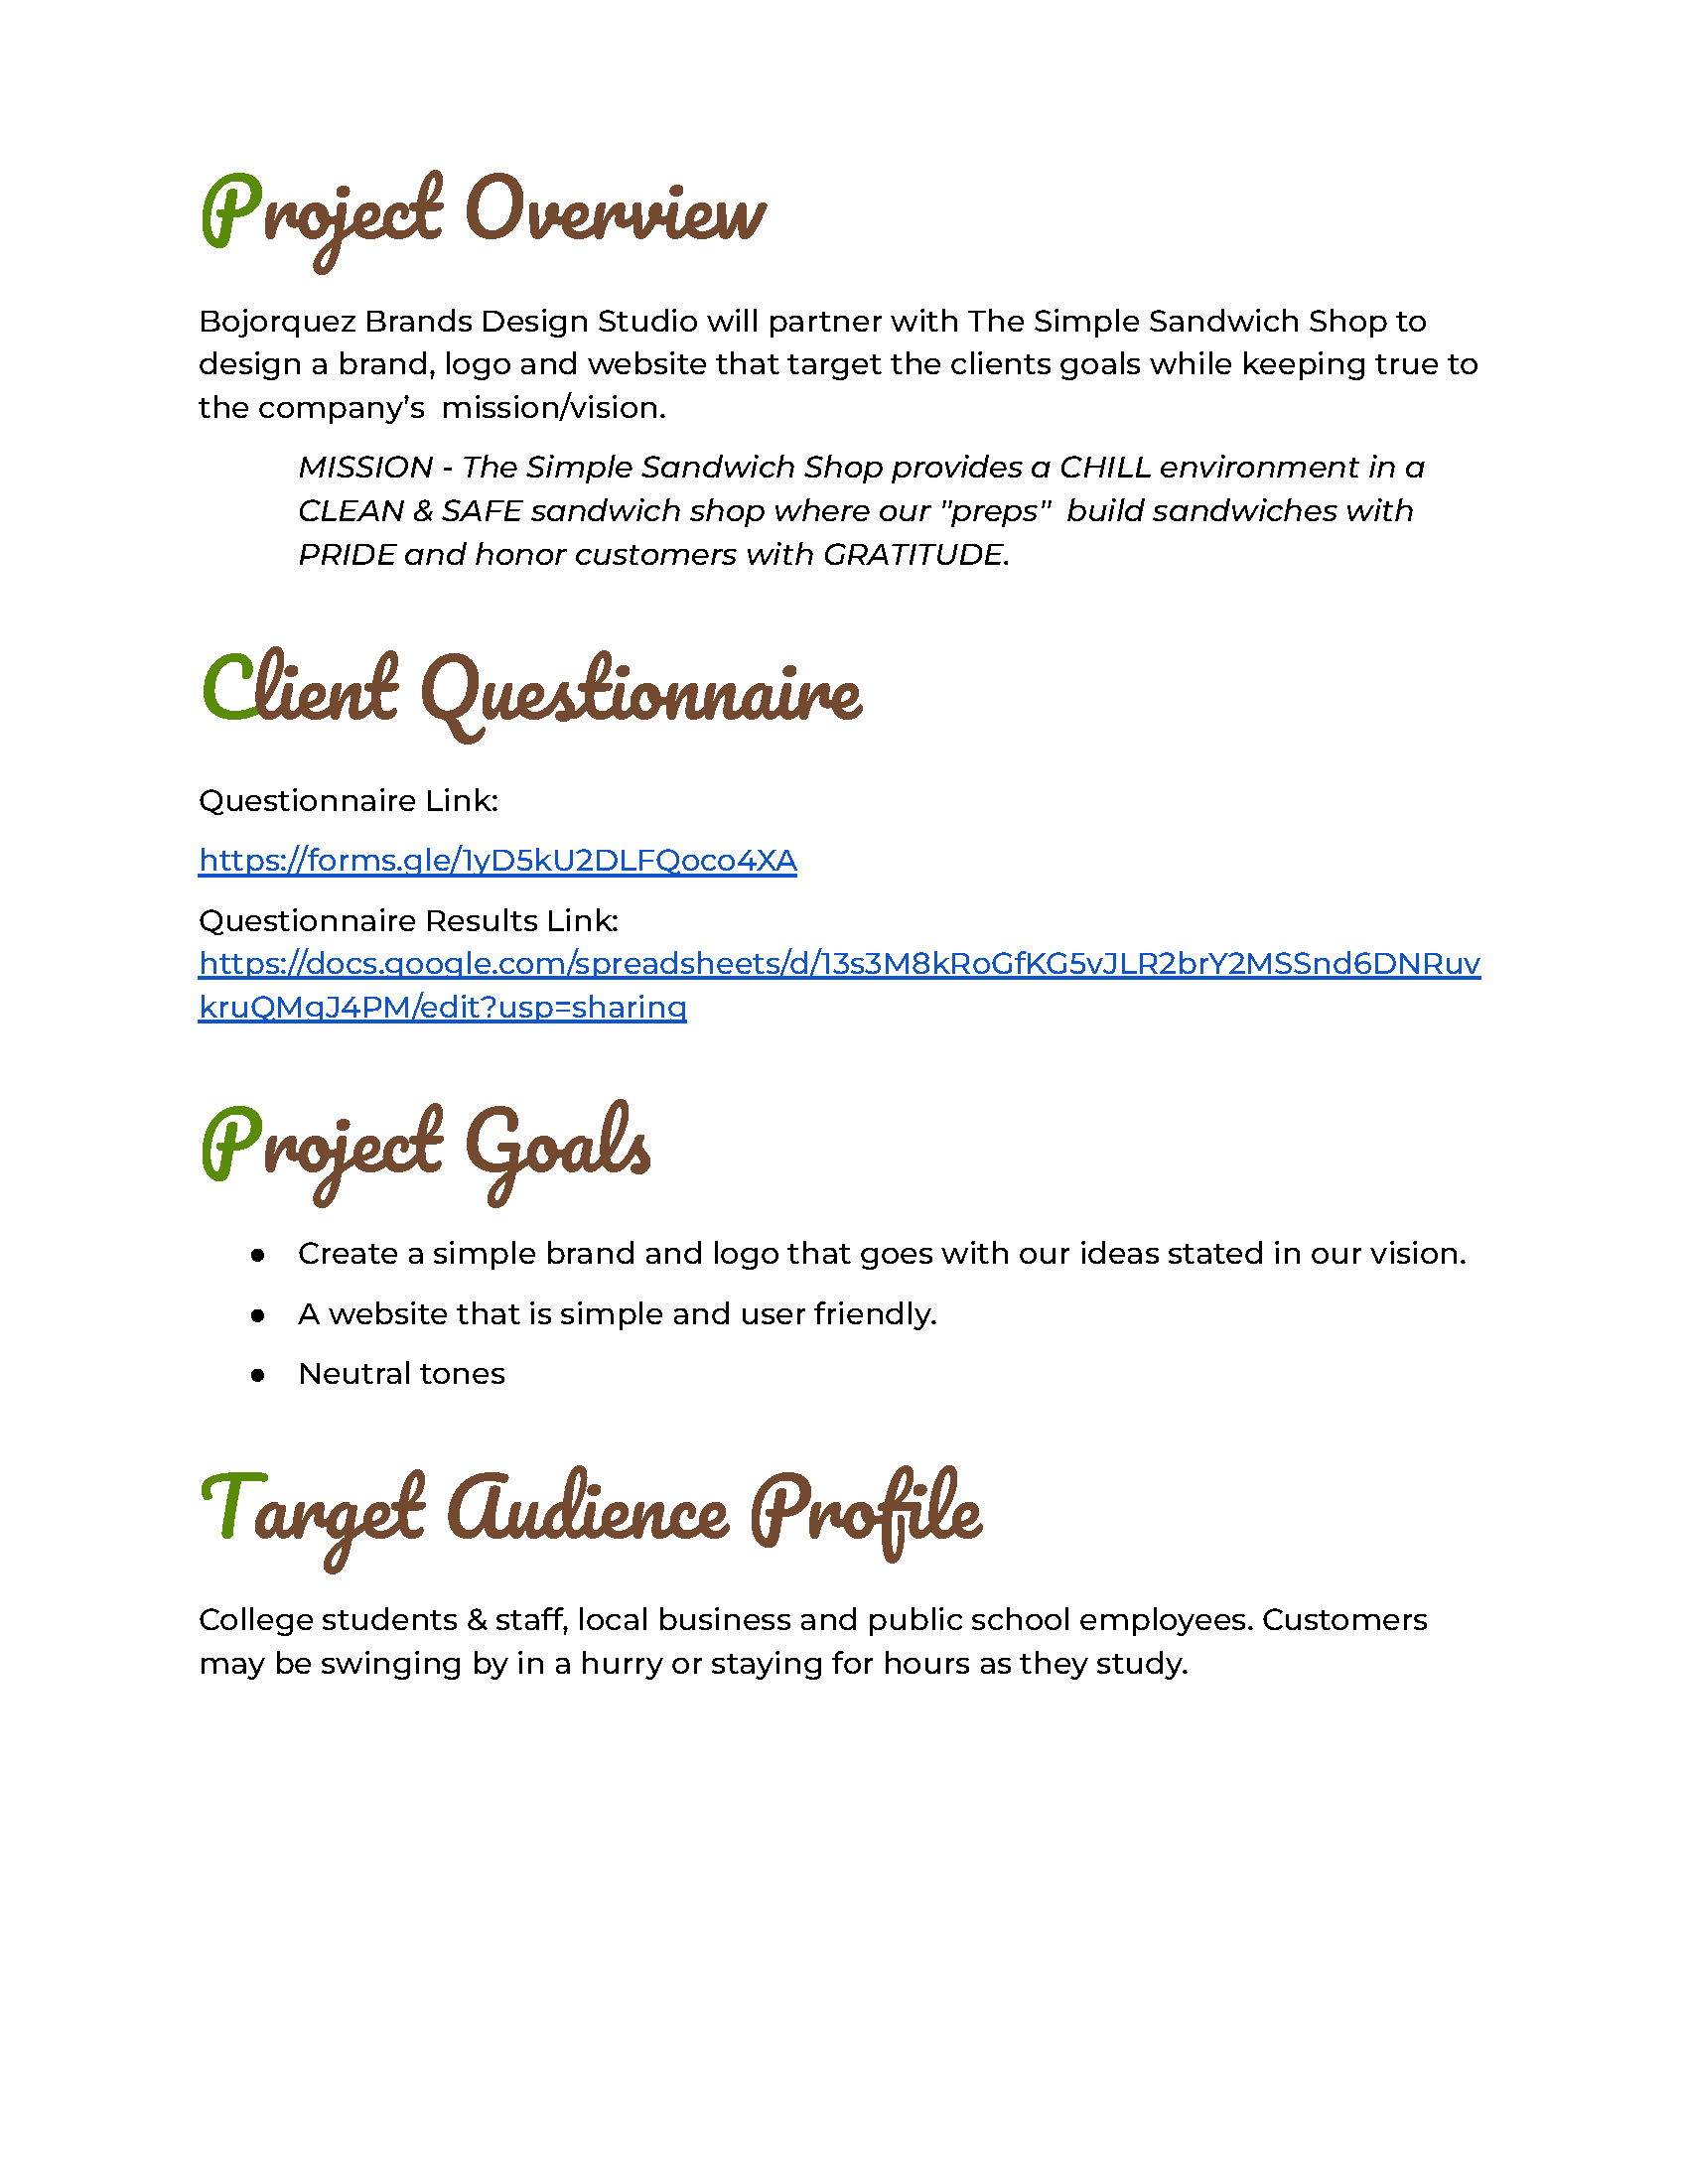 Project Overview
Bojorquez Brands Design Studio will partner with The Simple Sandwich Shop to
design a brand, logo and website that target the clients goals while keeping true to
the company's  mission/vision.
MISSION - The Simple Sandwich Shop provides a CHILL environment in a
CLEAN & SAFE sandwich shop where our "preps"  build sandwiches with
PRIDE and honor customers with GRATITUDE.
Client Questionnaire
Questionnaire Link:
https://forms.gle/1yD5kU2DLFQoco4XA
Questionnaire Results Link:
https://docs.google.com/spreadsheets/d/13s3M8kRoGfKG5vJLR2brY2MSSnd6DNRuv
kruQMgJ4PM/edit?usp=sharing
Project Goals
● Create a simple brand and logo that goes with our ideas stated in our vision.
● A website that is simple and user friendly.
● Neutral tones
Target Audience Profile
College students & staff, local business and public school employees. Customers
may be swinging by in a hurry or staying for hours as they study.